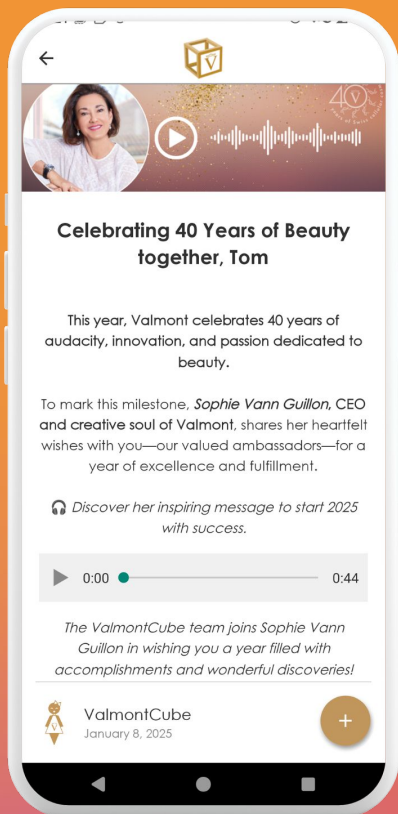 40
Celebrating 40 Years of Beauty
together, Tom
This year, Valmont celebrates 40 years of
audacity, innovation, and passion dedicated to
beauty.
To mark this milestone, Sophie Vann Guillon, CEO
and creative soul of Valmont, shares her heartfelt
wishes with you—our valued ambassadors—for a
year of excellence and fulfillment.
🎧 Discover her inspiring message to start 2025
with success.
0:00 0:44
The ValmontCube team joins Sophie Vann
Guillon in wishing you a year filled with
accomplishments and wonderful discoveries!
ValmontCube
January 8, 2025
+